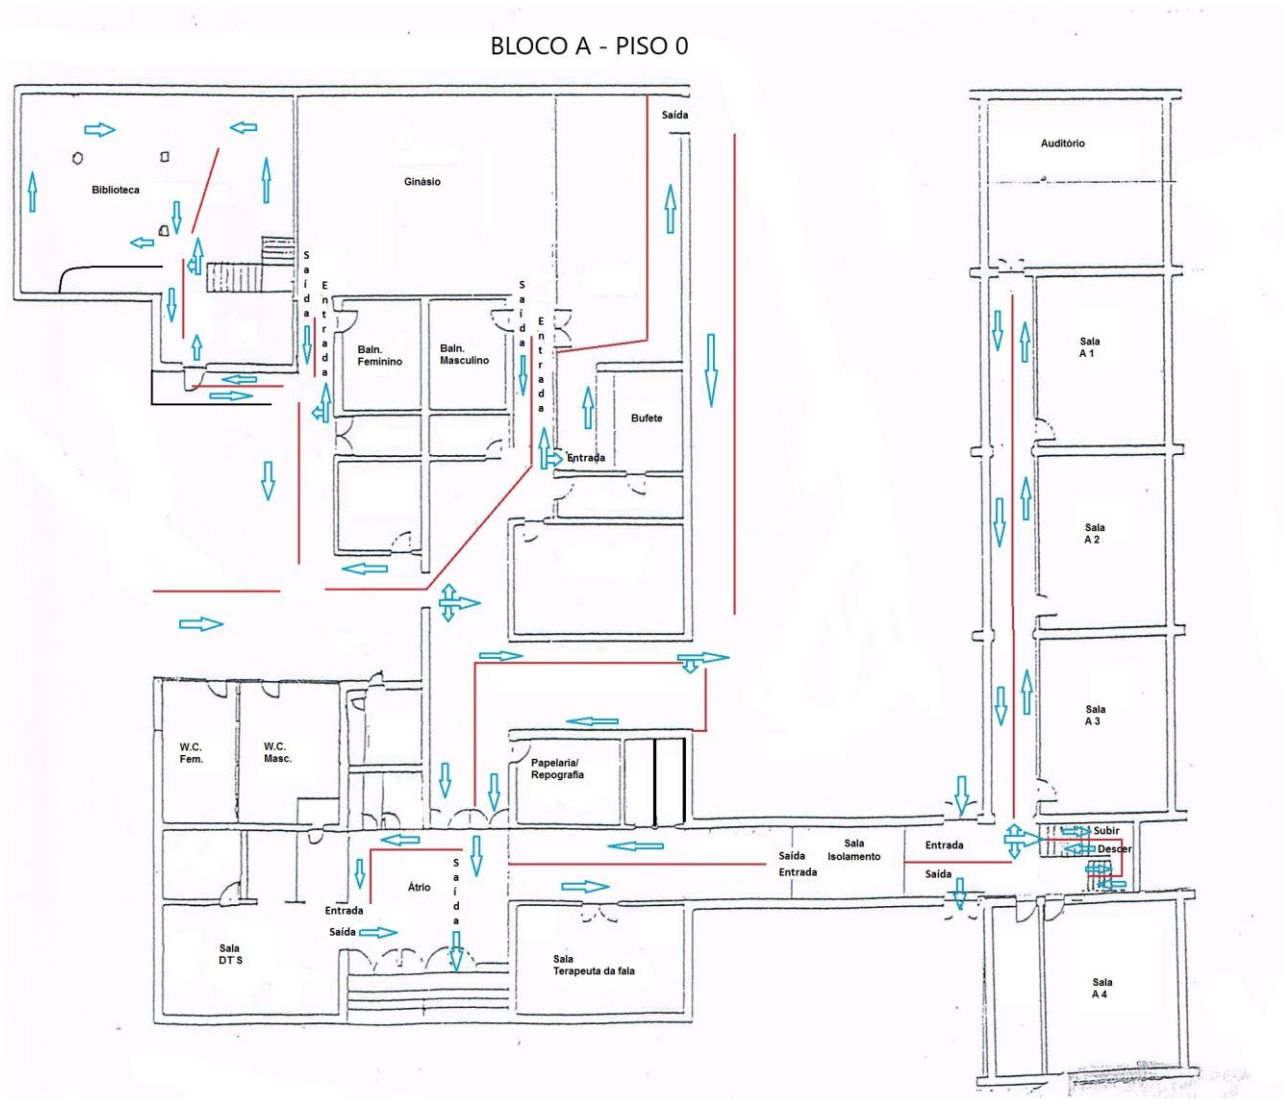 BLOCO A - PISO 0
Saída
Auditório
Biblioteca
Ginàsio
Saída
Entrada
Saída
Entrada
Baln.
Feminino
Baln.
Masculino
Sala
A 1
Bufete
Entrada
Sala
A 2
Sala
A 3
W.C.
Fem.
W.C.
Masc.
Papelaria/
Repografia
Subir
Descer
Sala
Isolamento
Entrada
Saída
Entrada
Saída
Átrio
Saída
Entrada
Saída
Sala
DT´S
Sala
Terapeuta da fala
Sala
A 4